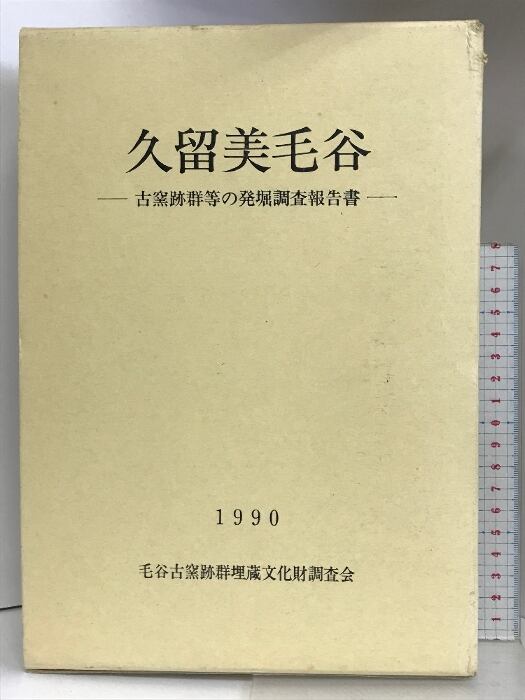 久留美毛谷
― 古窯跡群等の発掘調査報告書 ―
1990
毛谷古窯跡群埋蔵文化財調査会